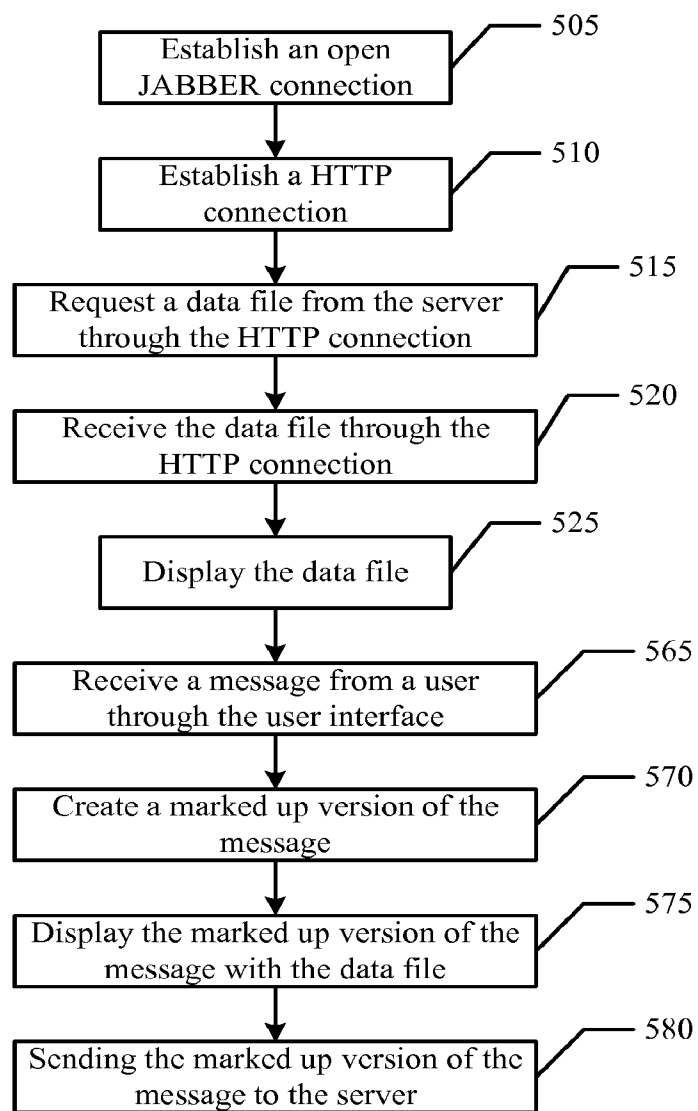 Establish an open
JABBER connection
505
Establish a HTTP
connection
510
Request a data file from the server
through the HTTP connection
515
Receive the data file through the
HTTP connection
520
Display the data file
525
Receive a message from a user
through the user interface
565
Create a marked up version of the
message
570
Display the marked up version of the
message with the data file
575
Sending the marked up version of the
message to the server
580